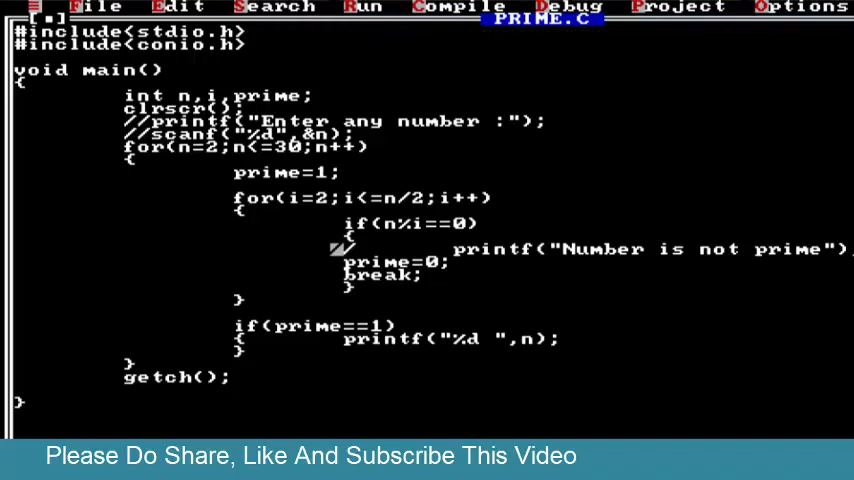 ≡ File Edit Search Run Compile Debug Project Options
[▪] PRIME.C
#include<stdio.h>
#include<conio.h>
void main()
{
int n,i,prime;
clrscr();
//printf("Enter any number :");
//scanf("%d",&n);
for(n=2;n<=30;n++)
{
prime=1;
for(i=2;i<=n/2;i++)
{
if(n%i==0)
{
// printf("Number is not prime")
prime=0;
break;
}
}
if(prime==1)
{ printf("%d ",n);
}
}
getch();
}
Please Do Share, Like And Subscribe This Video